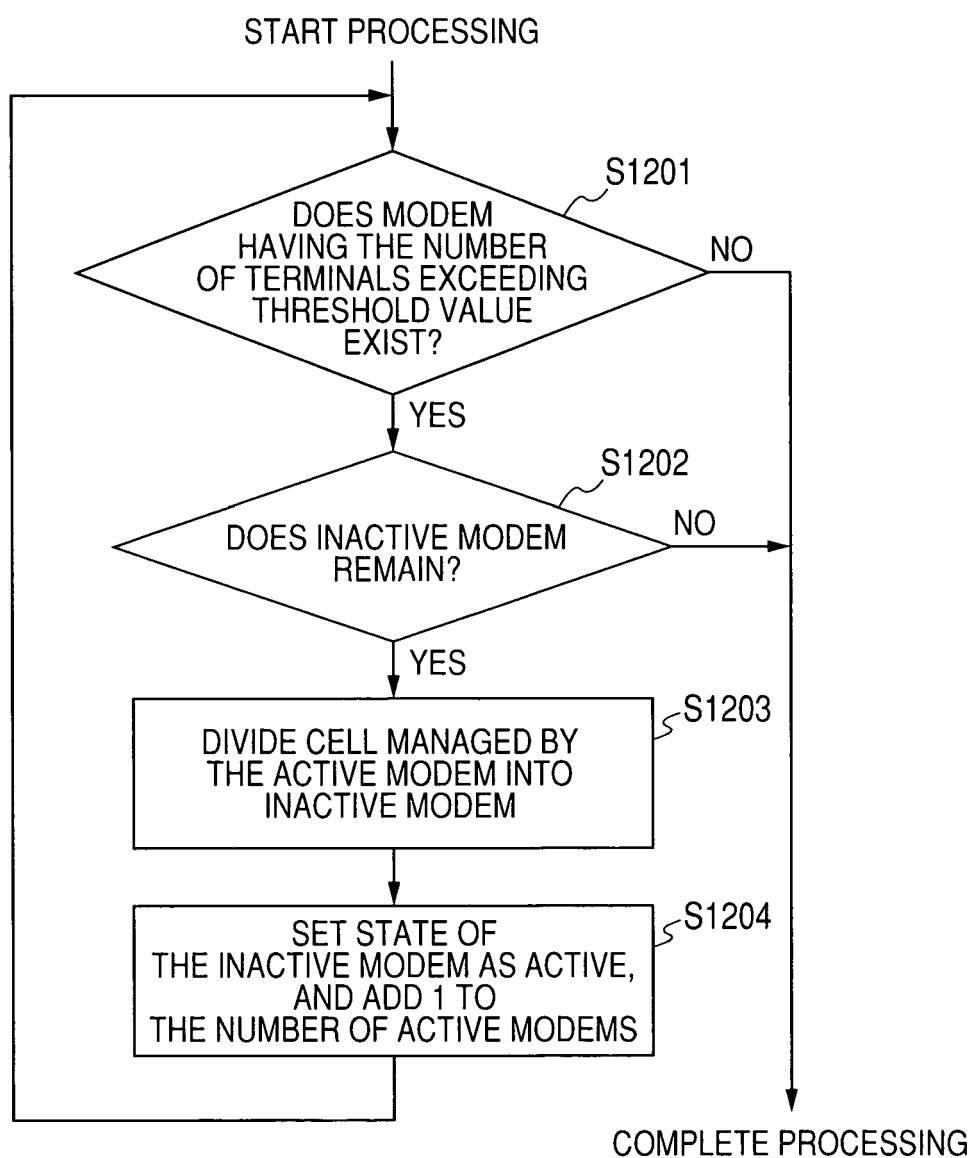 START PROCESSING
S1201
DOES MODEM
HAVING THE NUMBER
OF TERMINALS EXCEEDING
THRESHOLD VALUE
EXIST?
NO
YES
S1202
DOES INACTIVE MODEM
REMAIN?
NO
YES
S1203
DIVIDE CELL MANAGED BY
THE ACTIVE MODEM INTO
INACTIVE MODEM
S1204
SET STATE OF
THE INACTIVE MODEM AS ACTIVE,
AND ADD 1 TO
THE NUMBER OF ACTIVE MODEMS
COMPLETE PROCESSING